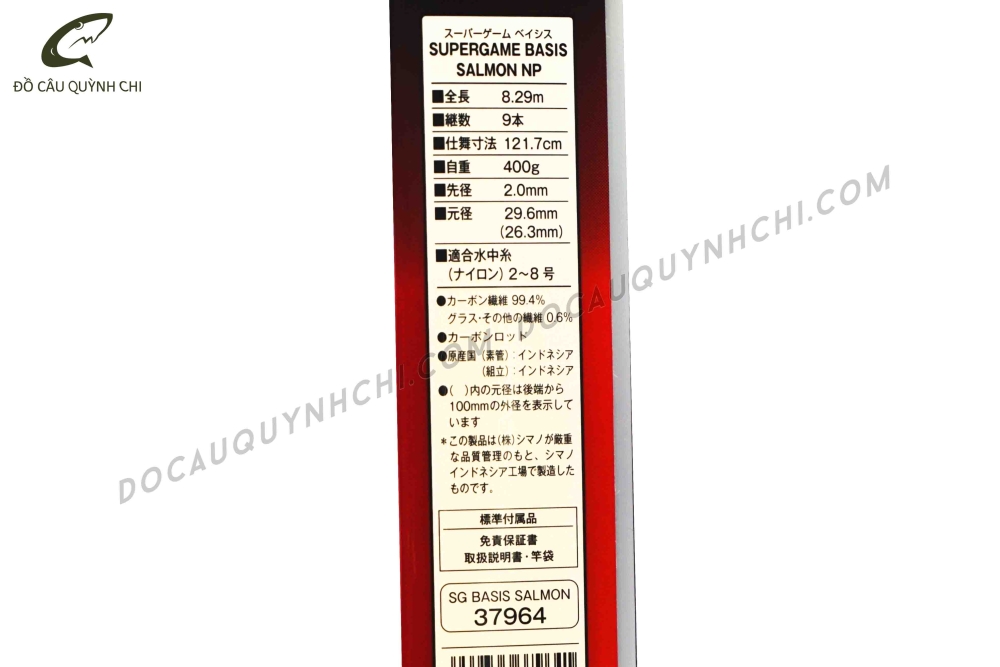 ĐỒ CÂU QUỲNH CHI
スーパーゲーム ベイシス
SUPERGAME BASIS
SALMON NP
■全長 8.29m
■継数 9本
■仕舞寸法 121.7cm
■自重 400g
■先径 2.0mm
■元径 29.6mm
(26.3mm)
■適合水中糸
(ナイロン) 2〜8号
●カーボン繊維 99.4%
グラス・その他の繊維 0.6%
●カーボンロッド
●原産国 (素管) : インドネシア
(組立) : インドネシア
●( )内の元径は後端から
100mmの外径を表示して
います
*この製品は(株)シマノが厳重
な品質管理のもと、シマノ
インドネシア工場で製造した
ものです。
標準付属品
免責保証書
取扱説明書・竿袋
SG BASIS SALMON
37964
DOCAUQUYNHCHI.COM
DOCAUQUYNHCHI.COM